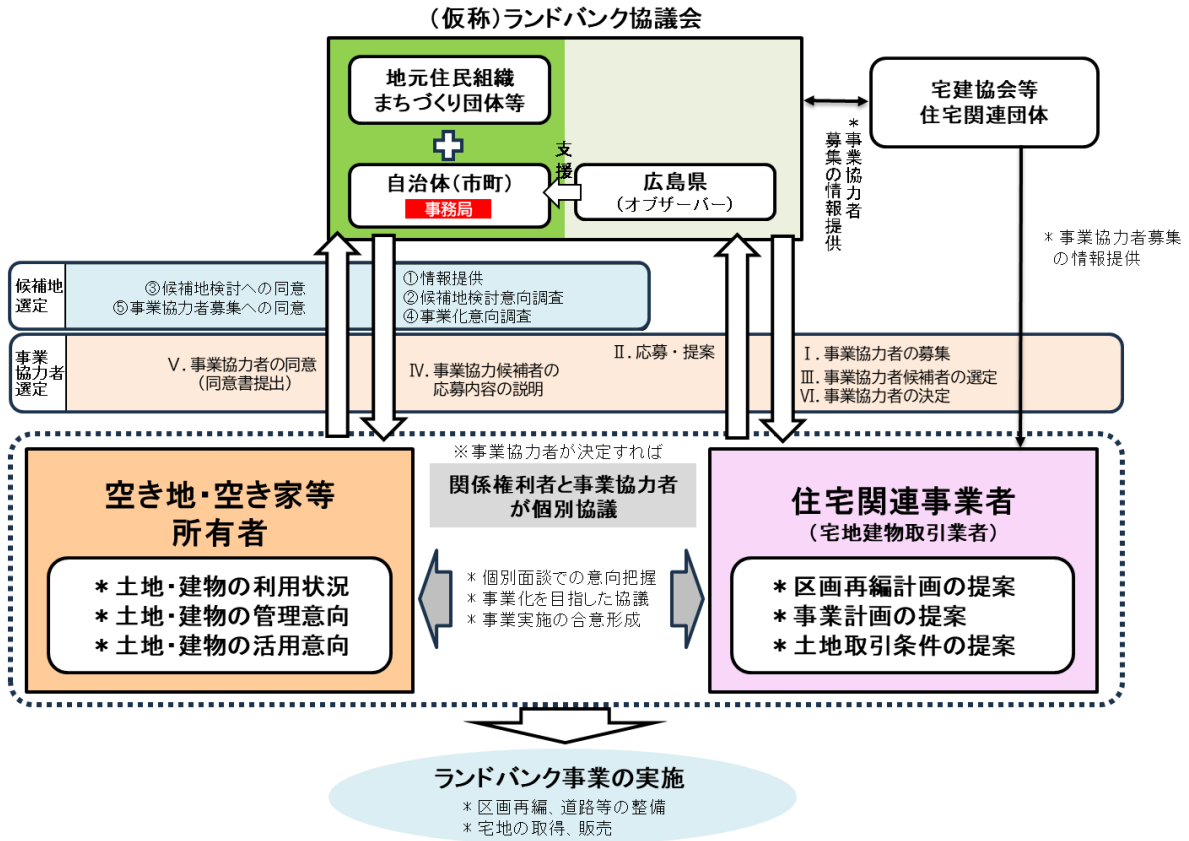 （仮称）ランドバンク協議会
地元住民組織
まちづくり団体等
自治体（市町）
事務局
支援
広島県
（オブザーバー）
宅建協会等
住宅関連団体
＊事業協力者
募集の情報提供
＊事業協力者募集
の情報提供
候補地
選定
③候補地検討への同意
⑤事業協力者募集への同意
①情報提供
②候補地検討意向調査
④事業化意向調査
事業
協力者
選定
Ⅴ．事業協力者の同意
（同意書提出）
Ⅳ．事業協力候補者の
応募内容の説明
Ⅱ．応募・提案
Ⅰ．事業協力者の募集
Ⅲ．事業協力者候補者の選定
Ⅵ．事業協力者の決定
空き地・空き家等
所有者
＊土地・建物の利用状況
＊土地・建物の管理意向
＊土地・建物の活用意向
※事業協力者が決定すれば
関係権利者と事業協力者
が個別協議
＊個別面談での意向把握
＊事業化を目指した協議
＊事業実施の合意形成
住宅関連事業者
（宅地建物取引業者）
＊区画再編計画の提案
＊事業計画の提案
＊土地取引条件の提案
ランドバンク事業の実施
＊区画再編、道路等の整備
＊宅地の取得、販売